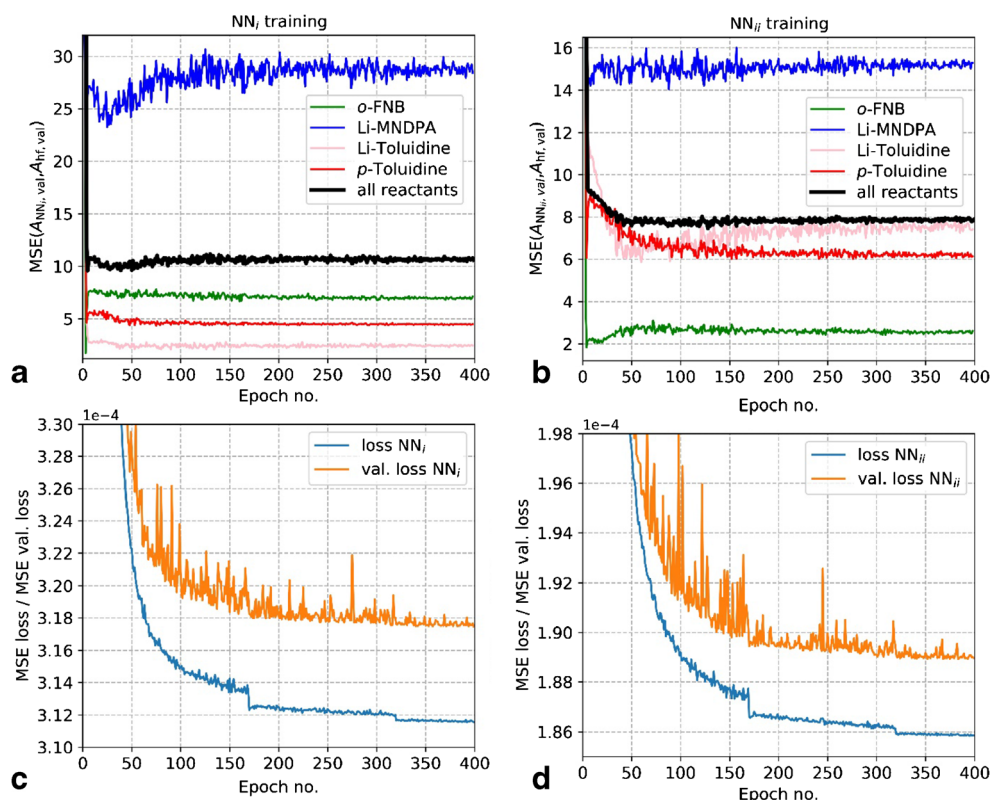 NNᵢ training
MSE(A_NNᵢ,val,A_hf,val)
30
25
20
15
10
5
o-FNB
Li-MNDPA
Li-Toluidine
p-Toluidine
all reactants
0 50 100 150 200 250 300 350 400
Epoch no.
a
NNᵢᵢ training
MSE(A_NNᵢᵢ,val,A_hf,val)
16
14
12
10
8
6
4
2
o-FNB
Li-MNDPA
Li-Toluidine
p-Toluidine
all reactants
0 50 100 150 200 250 300 350 400
Epoch no.
b
1e−4
MSE loss / MSE val. loss
3.30
3.28
3.26
3.24
3.22
3.20
3.18
3.16
3.14
3.12
3.10
loss NNᵢ
val. loss NNᵢ
0 50 100 150 200 250 300 350 400
Epoch no.
c
1e−4
MSE loss / MSE val. loss
1.98
1.96
1.94
1.92
1.90
1.88
1.86
loss NNᵢᵢ
val. loss NNᵢᵢ
0 50 100 150 200 250 300 350 400
Epoch no.
d